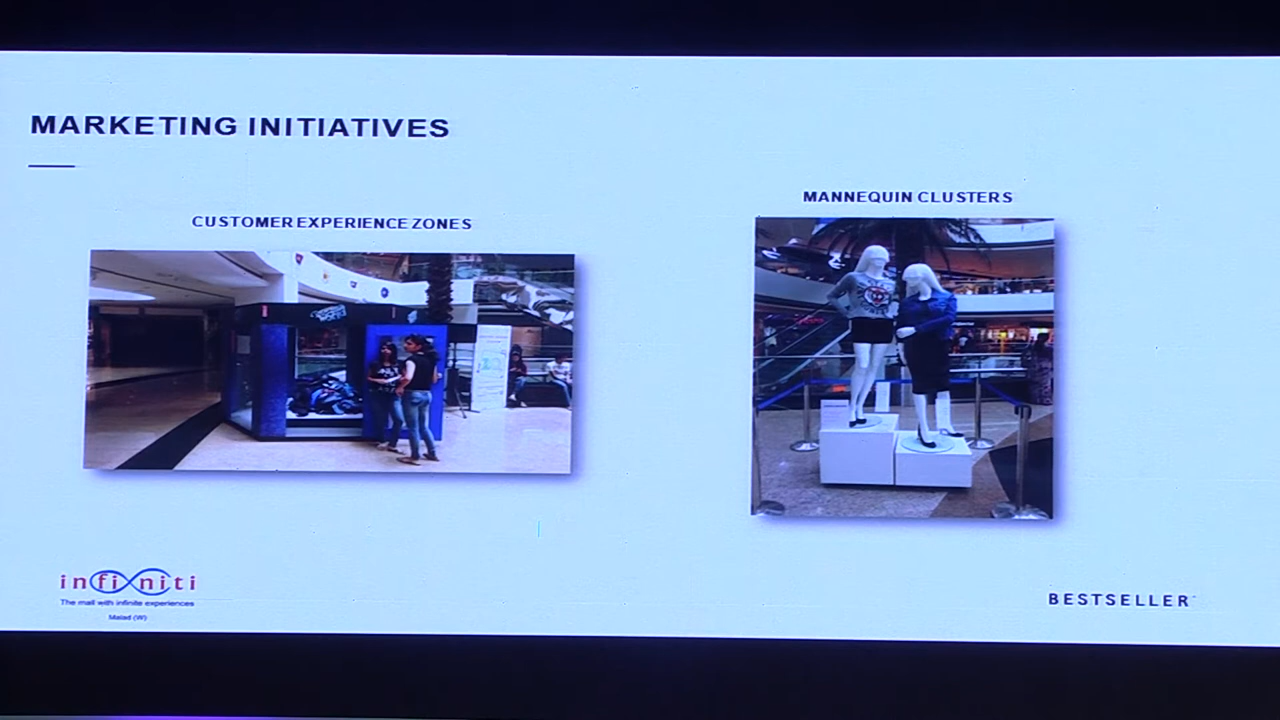 MARKETING INITIATIVES
CUSTOMER EXPERIENCE ZONES
MANNEQUIN CLUSTERS
infiniti
The mall with infinite experiences
Malad (W)
BESTSELLER